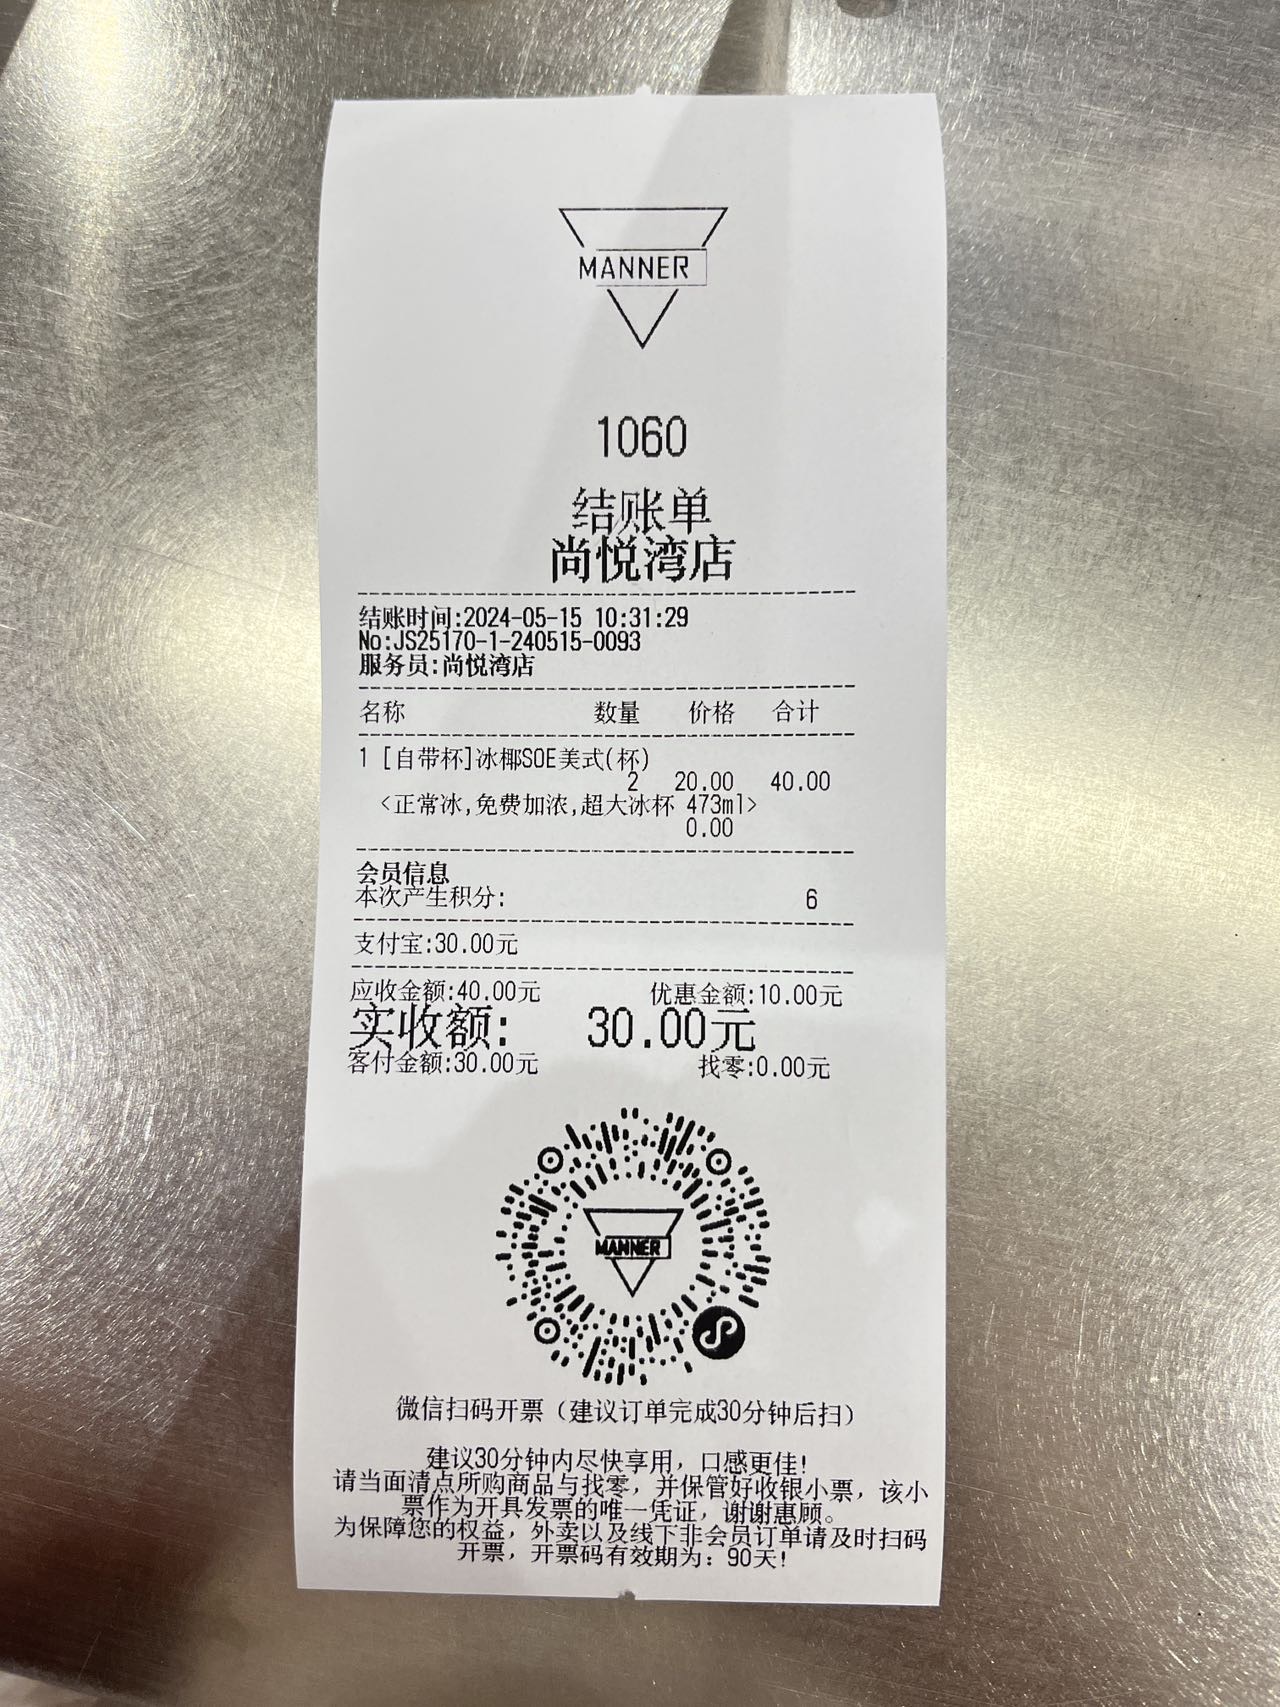 MANNER
1060
结账单
尚悦湾店
结账时间:2024-05-15 10:31:29
No:JS25170-1-240515-0093
服务员:尚悦湾店
名称 数量 价格 合计
1 [自带杯]冰椰SOE美式(杯)
2 20.00 40.00
<正常冰,免费加浓,超大冰杯 473ml>
0.00
会员信息
本次产生积分: 6
支付宝:30.00元
应收金额:40.00元 优惠金额:10.00元
实收额: 30.00元
客付金额:30.00元 找零:0.00元
MANNER
微信扫码开票（建议订单完成30分钟后扫）
建议30分钟内尽快享用，口感更佳!
请当面清点所购商品与找零，并保管好收银小票，该小
票作为开具发票的唯一凭证，谢谢惠顾。
为保障您的权益，外卖以及线下非会员订单请及时扫码
开票，开票码有效期为：90天!